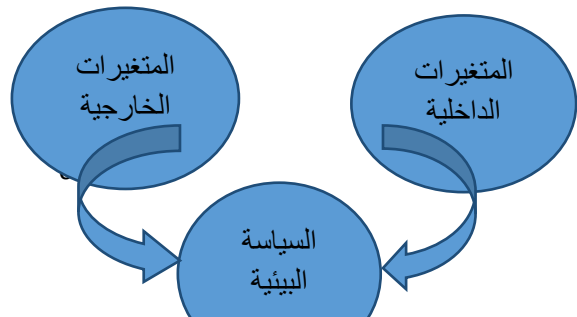 المتغيرات
الداخلية
المتغيرات
الخارجية
السياسة
البيئية